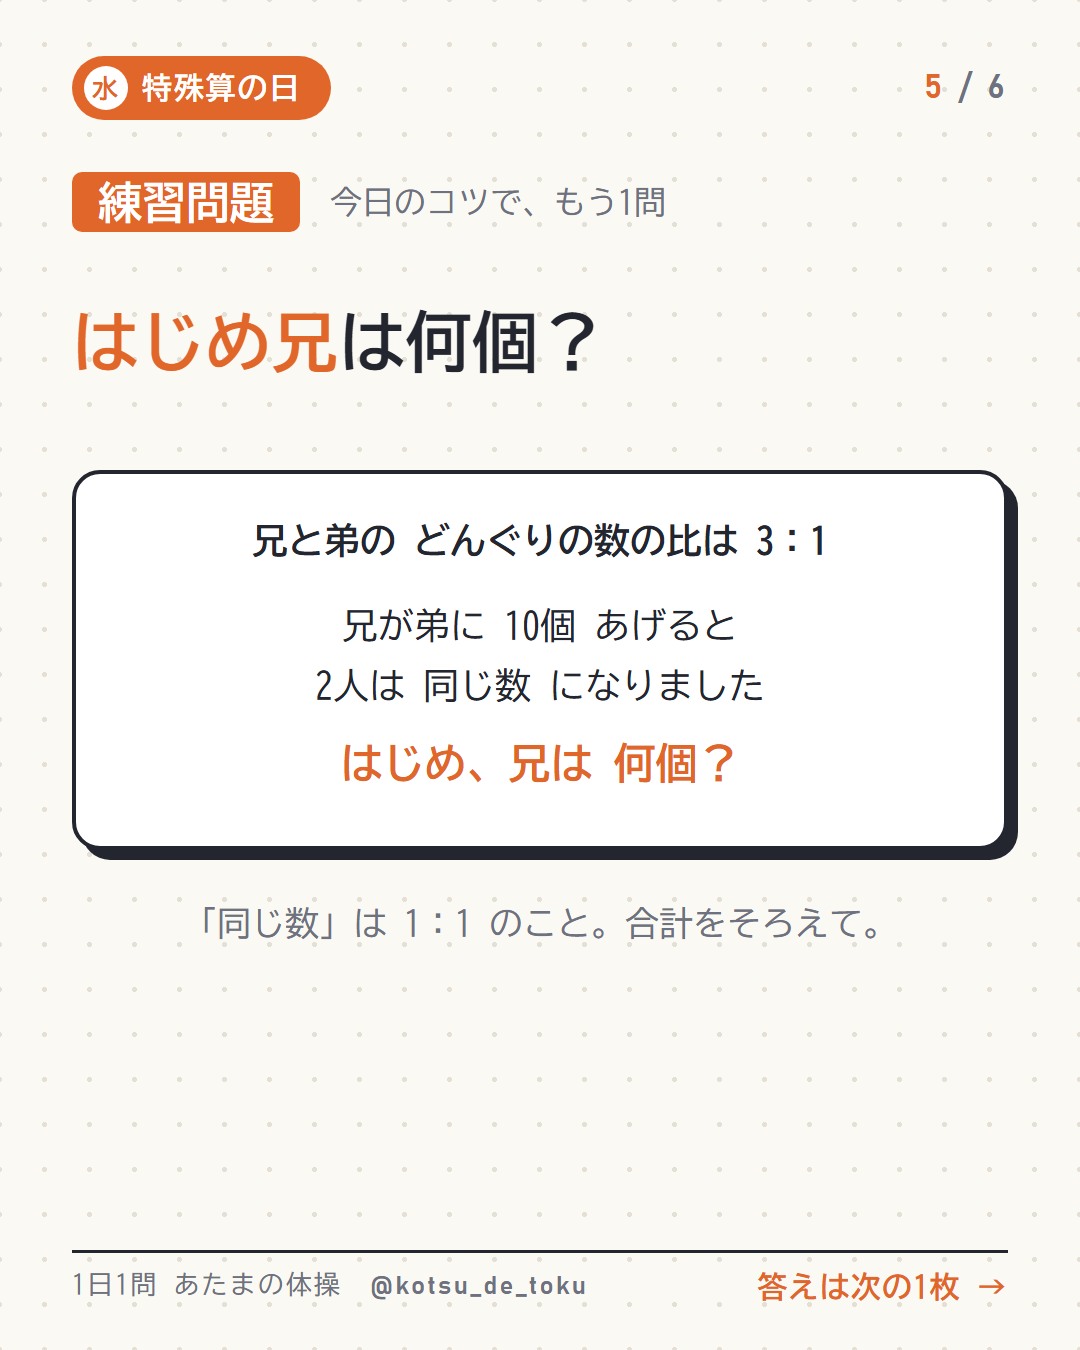 水 特殊算の日
5 / 6
練習問題 今日のコツで、もう1問
はじめ兄は何個？
兄と弟の どんぐりの数の比は 3：1
兄が弟に 10個 あげると
2人は 同じ数 になりました
はじめ、兄は 何個？
「同じ数」は 1：1 のこと。合計をそろえて。
1日1問 あたまの体操 @kotsu_de_toku
答えは次の1枚 →